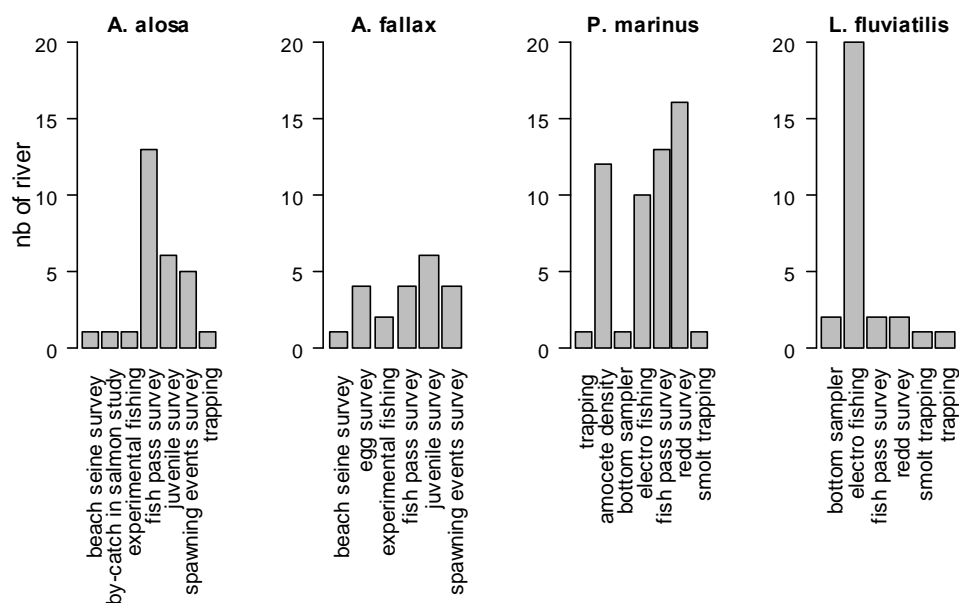 A. alosa
nb of river
20
15
10
5
0
beach seine survey
by-catch in salmon study
experimental fishing
fish pass survey
juvenile survey
spawning events survey
trapping
A. fallax
20
15
10
5
0
beach seine survey
egg survey
experimental fishing
fish pass survey
juvenile survey
spawning events survey
P. marinus
20
15
10
5
0
trapping
amocete density
bottom sampler
electro fishing
fish pass survey
redd survey
smolt trapping
L. fluviatilis
20
15
10
5
0
bottom sampler
electro fishing
fish pass survey
redd survey
smolt trapping
trapping